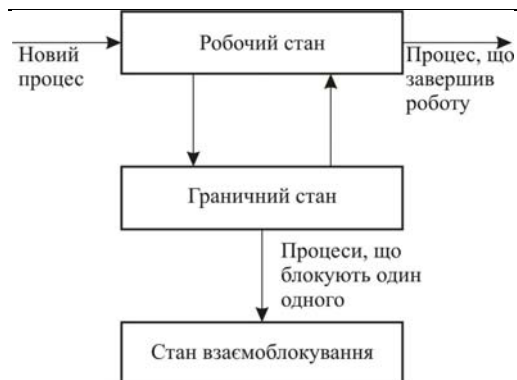 Робочий стан
Новий
процес
Процес, що
завершив
роботу
Граничний стан
Процеси, що
блокують один
одного
Стан взаємоблокування